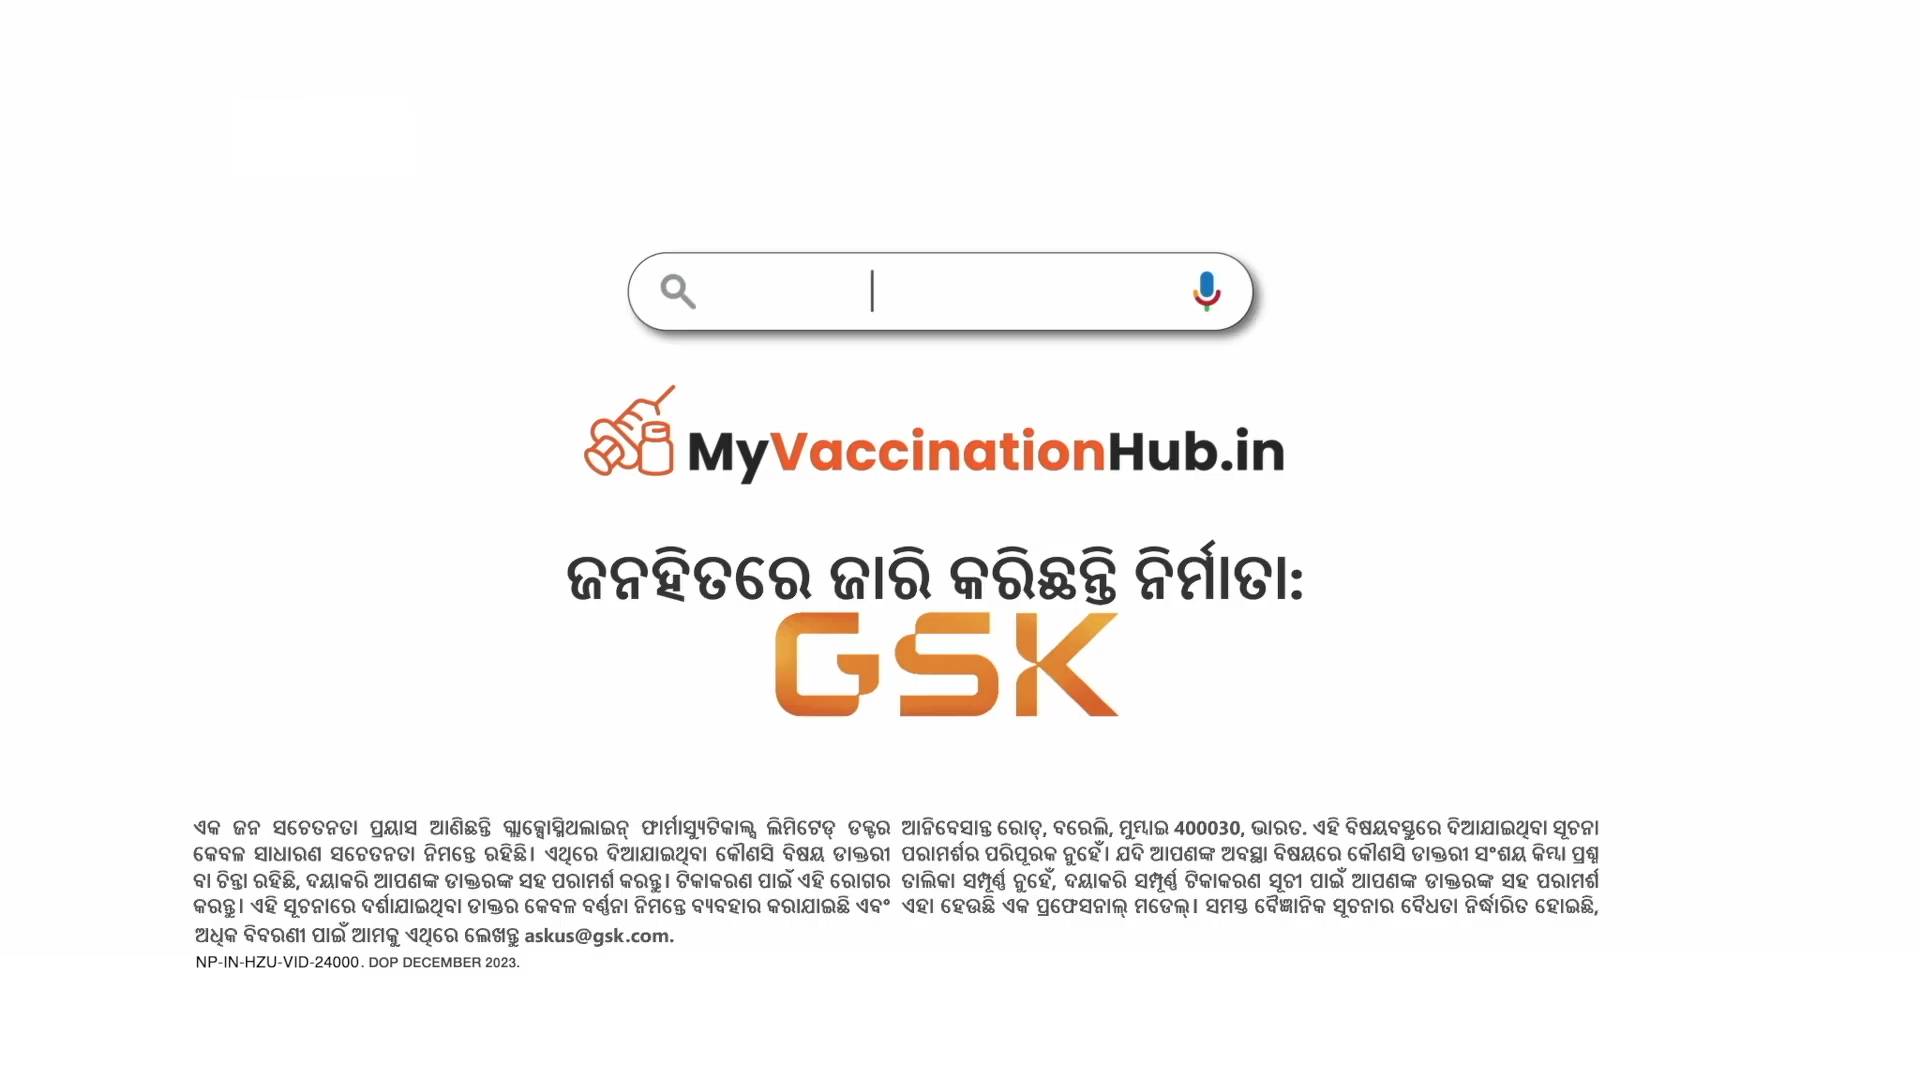 MyVaccinationHub.in
ଜନହିତରେ ଜାରି କରିଛନ୍ତି ନିର୍ମାତା:
GSK
ଏକ ଜନ ସଚେତନତା ପ୍ରୟାସ ଆଣିଛନ୍ତି ଗ୍ଲାକ୍ସୋସ୍ମିଥଲାଇନ୍ ଫାର୍ମାସ୍ୟୁଟିକାଲ୍ସ ଲିମିଟେଡ୍ ଡକ୍ଟର ଆନିବେସାନ୍ତ ରୋଡ୍, ବରେଲି, ମୁମ୍ବାଇ 400030, ଭାରତ. ଏହି ବିଷୟବସ୍ତୁରେ ଦିଆଯାଇଥିବା ସୂଚନା
କେବଳ ସାଧାରଣ ସଚେତନତା ନିମନ୍ତେ ରହିଛି। ଏଥିରେ ଦିଆଯାଇଥିବା କୌଣସି ବିଷୟ ଡାକ୍ତରୀ ପରାମର୍ଶର ପରିପୂରକ ନୁହେଁ। ଯଦି ଆପଣଙ୍କ ଅବସ୍ଥା ବିଷୟରେ କୌଣସି ଡାକ୍ତରୀ ସଂଶୟ କିମ୍ବା ପ୍ରଶ୍ନ
ବା ଚିନ୍ତା ରହିଛି, ଦୟାକରି ଆପଣଙ୍କ ଡାକ୍ତରଙ୍କ ସହ ପରାମର୍ଶ କରନ୍ତୁ। ଟିକାକରଣ ପାଇଁ ଏହି ରୋଗର ତାଲିକା ସମ୍ପୂର୍ଣ୍ଣ ନୁହେଁ, ଦୟାକରି ସମ୍ପୂର୍ଣ୍ଣ ଟିକାକରଣ ସୂଚୀ ପାଇଁ ଆପଣଙ୍କ ଡାକ୍ତରଙ୍କ ସହ ପରାମର୍ଶ
କରନ୍ତୁ। ଏହି ସୂଚନାରେ ଦର୍ଶାଯାଇଥିବା ଡାକ୍ତର କେବଳ ବର୍ଣ୍ଣନା ନିମନ୍ତେ ବ୍ୟବହାର କରାଯାଇଛି ଏବଂ ଏହା ହେଉଛି ଏକ ପ୍ରଫେସନାଲ୍ ମଡେଲ୍। ସମସ୍ତ ବୈଜ୍ଞାନିକ ସୂଚନାର ବୈଧତା ନିର୍ଦ୍ଧାରିତ ହୋଇଛି,
ଅଧିକ ବିବରଣୀ ପାଇଁ ଆମକୁ ଏଥିରେ ଲେଖନ୍ତୁ askus@gsk.com.
NP-IN-HZU-VID-24000. DOP DECEMBER 2023.